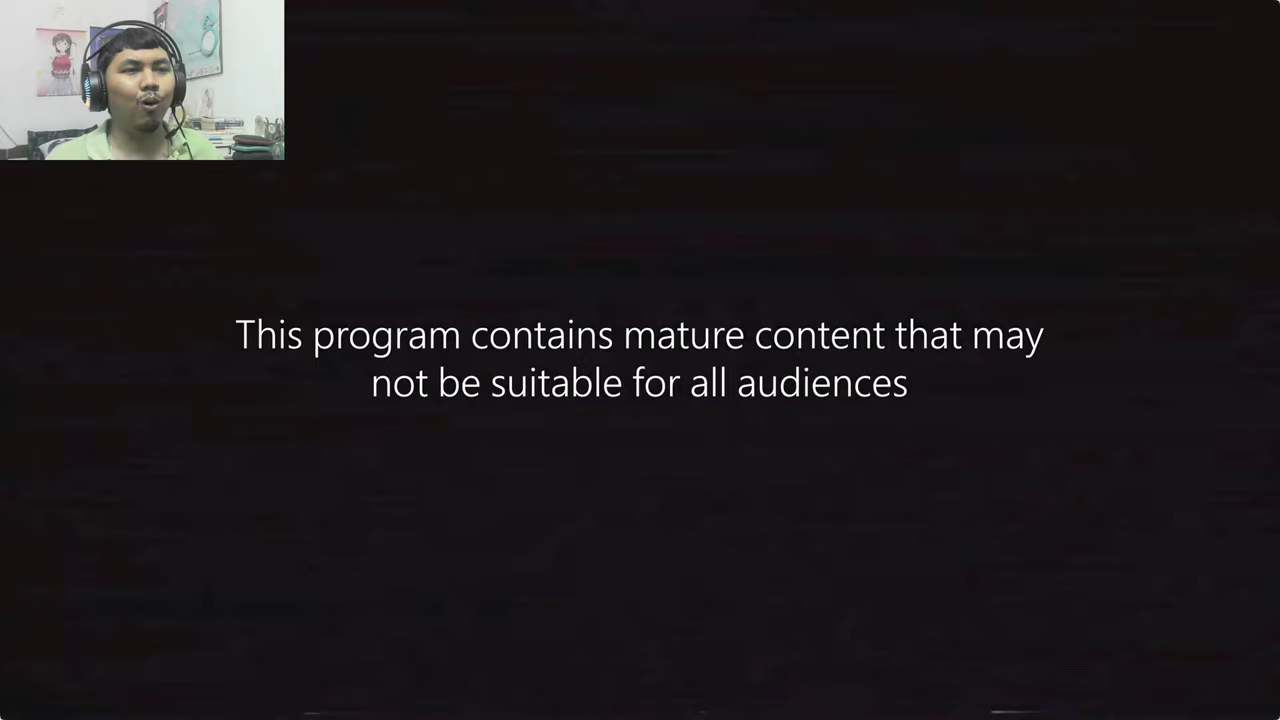 This program contains mature content that may
not be suitable for all audiences